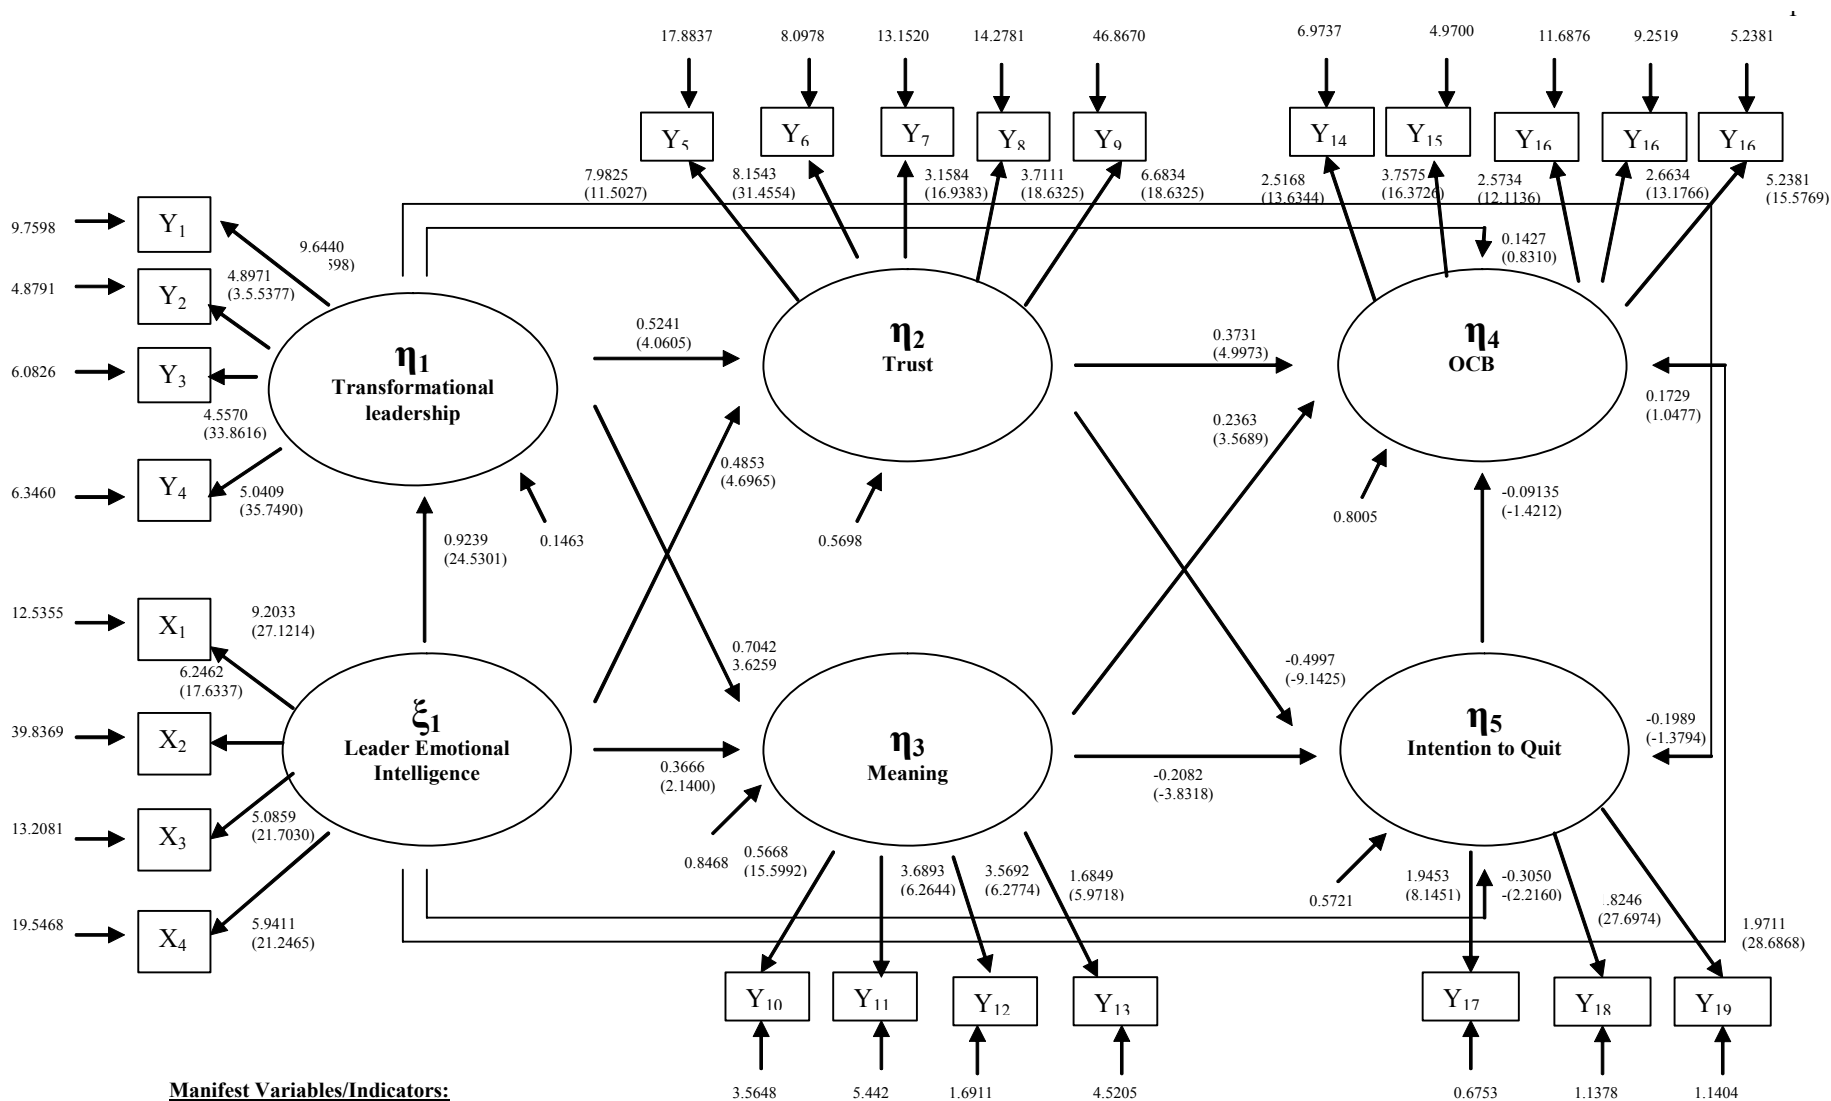 17.8837 8.0978 13.1520 14.2781 46.8670 6.9737 4.9700 11.6876 9.2519 5.2381
Y5 Y6 Y7 Y8 Y9 Y14 Y15 Y16 Y16 Y16
7.9825 8.1543 3.1584 3.7111 6.6834 2.5168 3.7575 2.5734 2.6634 5.2381
(11.5027) (31.4554) (16.9383) (18.6325) (18.6325) (13.6344) (16.3726) (12.1136) (13.1766) (15.5769)
9.7598 Y1
9.6440
598)
0.1427
(0.8310)
4.8971
(3.5.5377)
4.8791 Y2
η1
Transformational
leadership
0.5241
(4.0605)
η2
Trust
0.3731
(4.9973)
η4
OCB
6.0826 Y3
4.5570
(33.8616)
0.2363
(3.5689)
0.1729
(1.0477)
6.3460 Y4
5.0409
(35.7490)
0.4853
(4.6965)
-0.09135
(-1.4212)
0.9239
(24.5301)
0.1463
0.5698
0.8005
12.5355 X1
9.2033
(27.1214)
6.2462
(17.6337)
0.7042
3.6259
-0.4997
(-9.1425)
39.8369 X2
ξ1
Leader Emotional
Intelligence
0.3666
(2.1400)
η3
Meaning
-0.2082
(-3.8318)
η5
Intention to Quit
-0.1989
(-1.3794)
13.2081 X3
5.0859
(21.7030)
0.8468
0.5668
(15.5992)
3.6893
(6.2644)
3.5692
(6.2774)
1.6849
(5.9718)
0.5721
1.9453
(8.1451)
-0.3050
-(2.2160)
.8246
(27.6974)
1.9711
(28.6868)
19.5468 X4
5.9411
(21.2465)
Y10 Y11 Y12 Y13 Y17 Y18 Y19
Manifest Variables/Indicators:
3.5648 5.442 1.6911 4.5205 0.6753 1.1378 1.1404